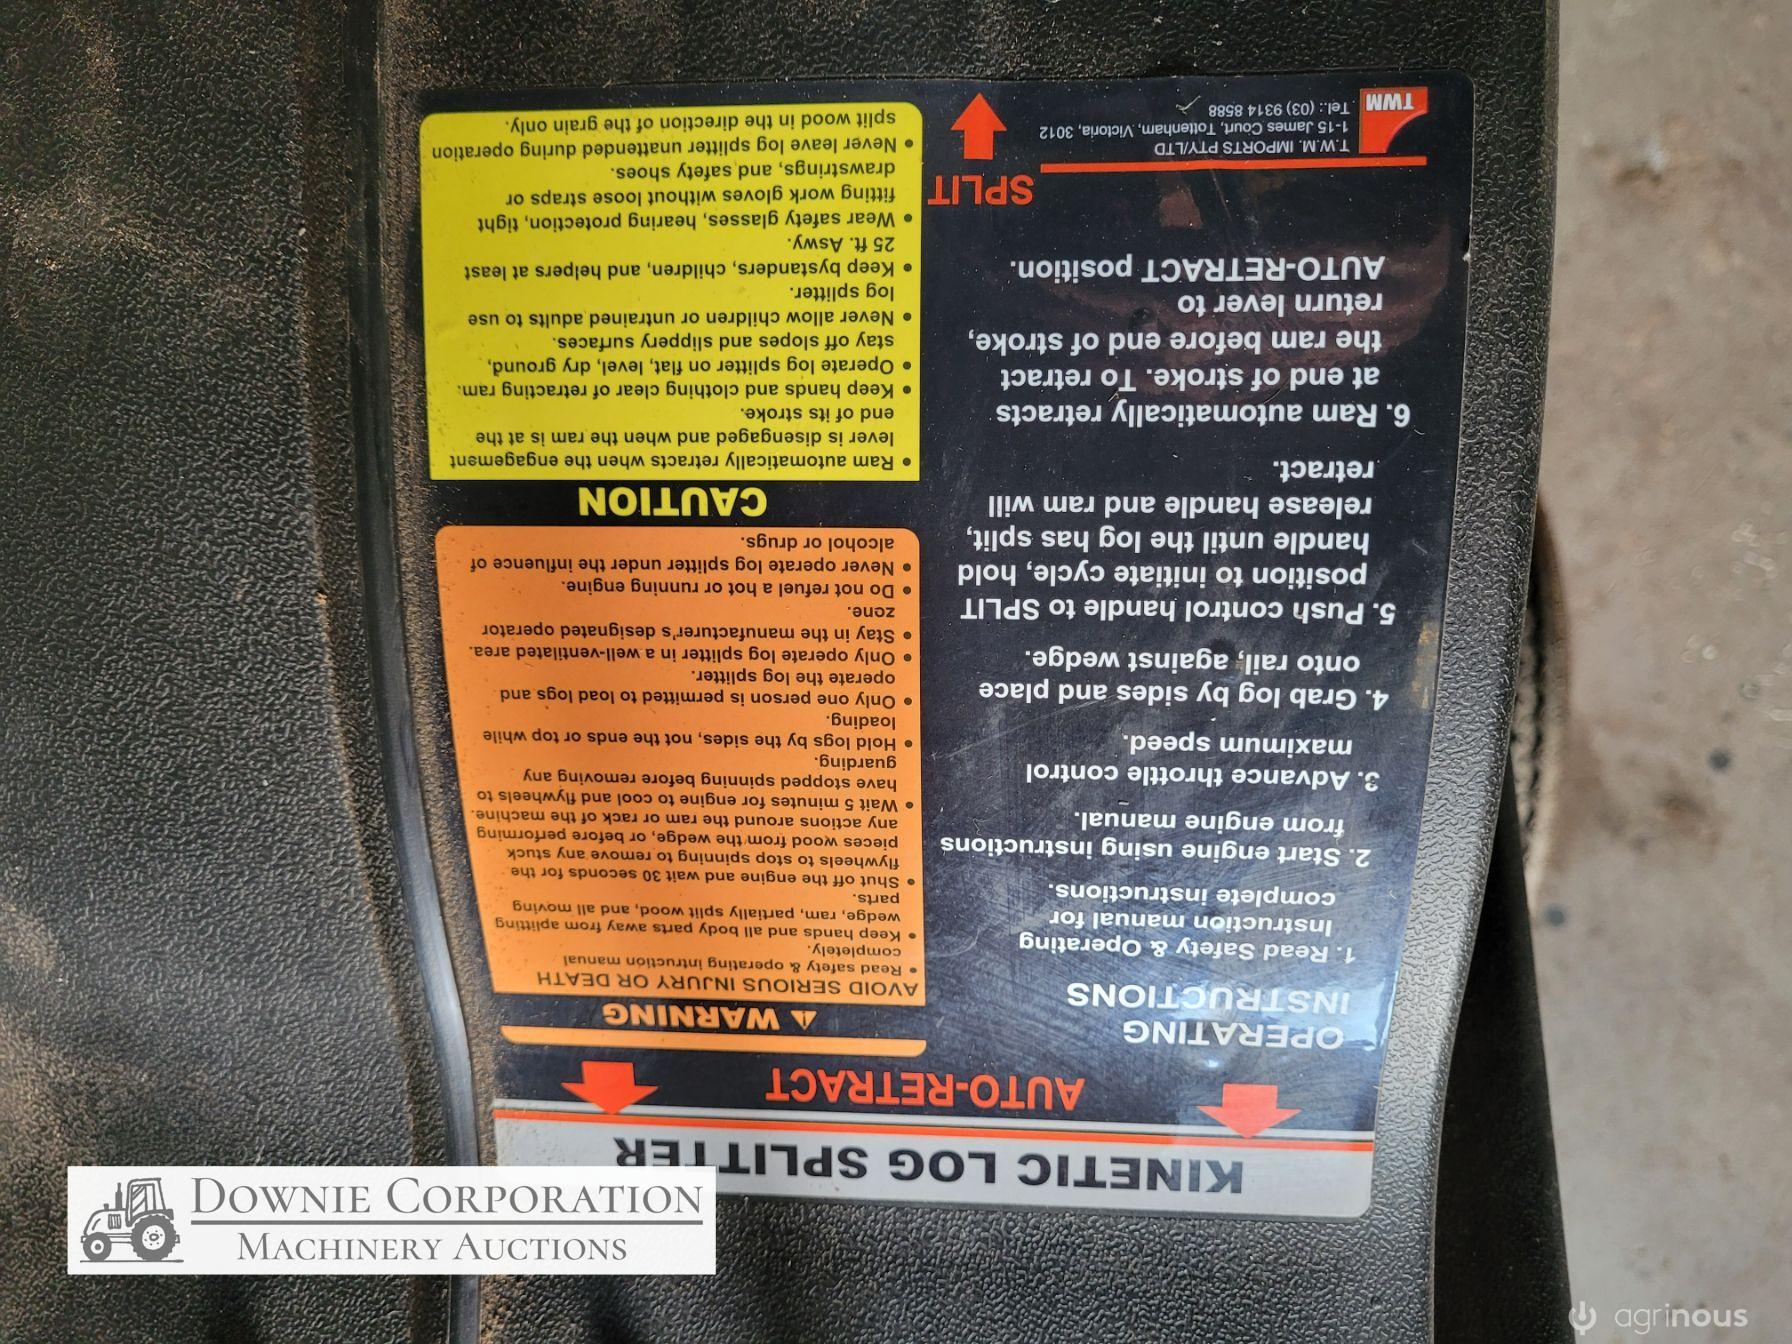 KINETIC LOG SPLITTER
AUTO-RETRACT
OPERATING
INSTRUCTIONS
1. Read Safety & Operating
Instruction manual for
complete instructions.
2. Start engine using instructions
from engine manual.
3. Advance throttle control
maximum speed.
4. Grab log by sides and place
onto rail, against wedge.
5. Push control handle to SPLIT
position to initiate cycle, hold
handle until the log has split,
release handle and ram will
retract.
6. Ram automatically retracts
at end of stroke. To retract
the ram before end of stroke,
return lever to
AUTO-RETRACT position.
WARNING
AVOID SERIOUS INJURY OR DEATH
• Read safety & operating intruction manual
completely.
• Keep hands and all body parts away from aplitting
wedge, ram, partially split wood, and all moving
parts.
• Shut off the engine and wait 30 seconds for the
flywheels to stop spinning to remove any stuck
pieces wood from the wedge, or before performing
any actions around the ram or rack of the machine.
• Wait 5 minutes for engine to cool and flywheels to
have stopped spinning before removing any
guarding.
• Hold logs by the sides, not the ends or top while
loading.
• Only one person is permitted to load logs and
operate the log splitter.
• Only operate log splitter in a well-ventilated area.
• Stay in the manufacturer's designated operator
zone.
• Do not refuel a hot or running engine.
• Never operate log splitter under the influence of
alcohol or drugs.
CAUTION
• Ram automatically retracts when the engagement
lever is disengaged and when the ram is at the
end of its stroke.
• Keep hands and clothing clear of retracting ram.
• Operate log splitter on flat, level, dry ground,
stay off slopes and slippery surfaces.
• Never allow children or untrained adults to use
log splitter.
• Keep bystanders, children, and helpers at least
25 ft. Aswy.
• Wear safety glasses, hearing protection, tight
fitting work gloves without loose straps or
drawstrings, and safety shoes.
• Never leave log splitter unattended during operation
split wood in the direction of the grain only.
SPLIT
TWM
T.W.M. IMPORTS PTY/LTD
1-15 James Court, Tottenham, Victoria, 3012
Tel.: (03) 9314 8588
DOWNIE CORPORATION
MACHINERY AUCTIONS
agrinous